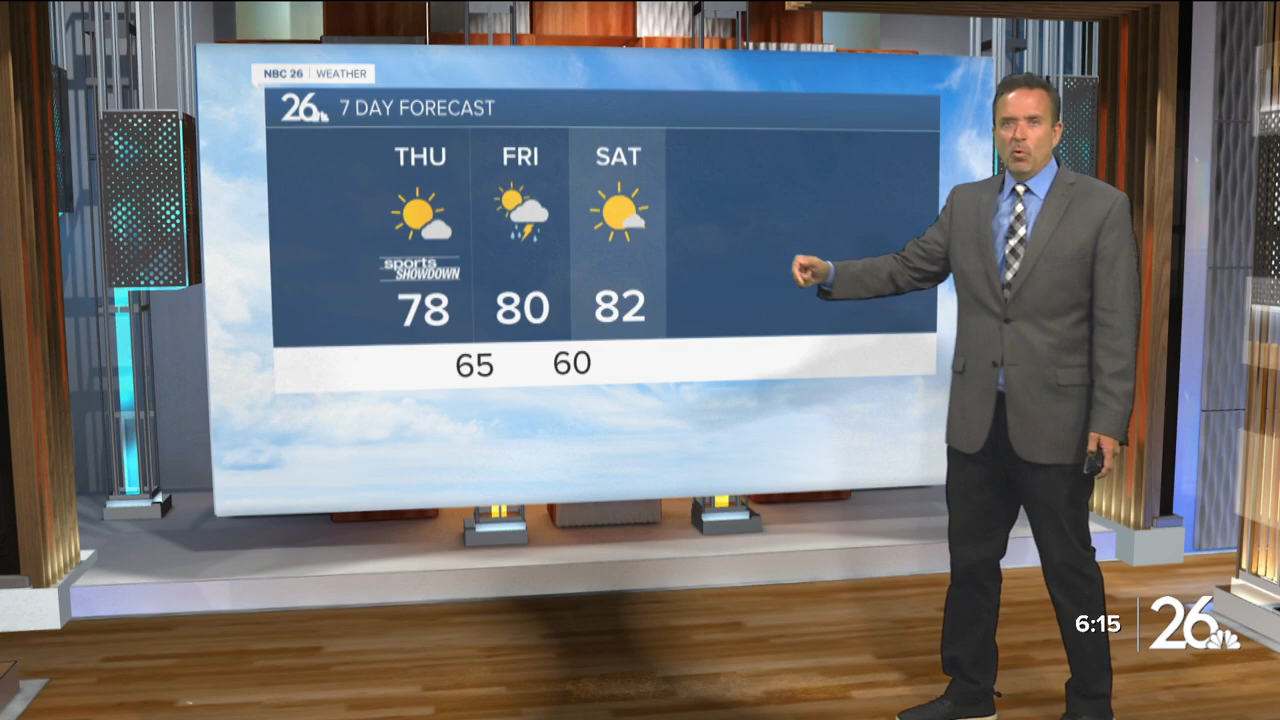 NBC 26 | WEATHER
26 7 DAY FORECAST
THU FRI SAT
sports
SHOWDOWN
78 80 82
65 60
6:15 26